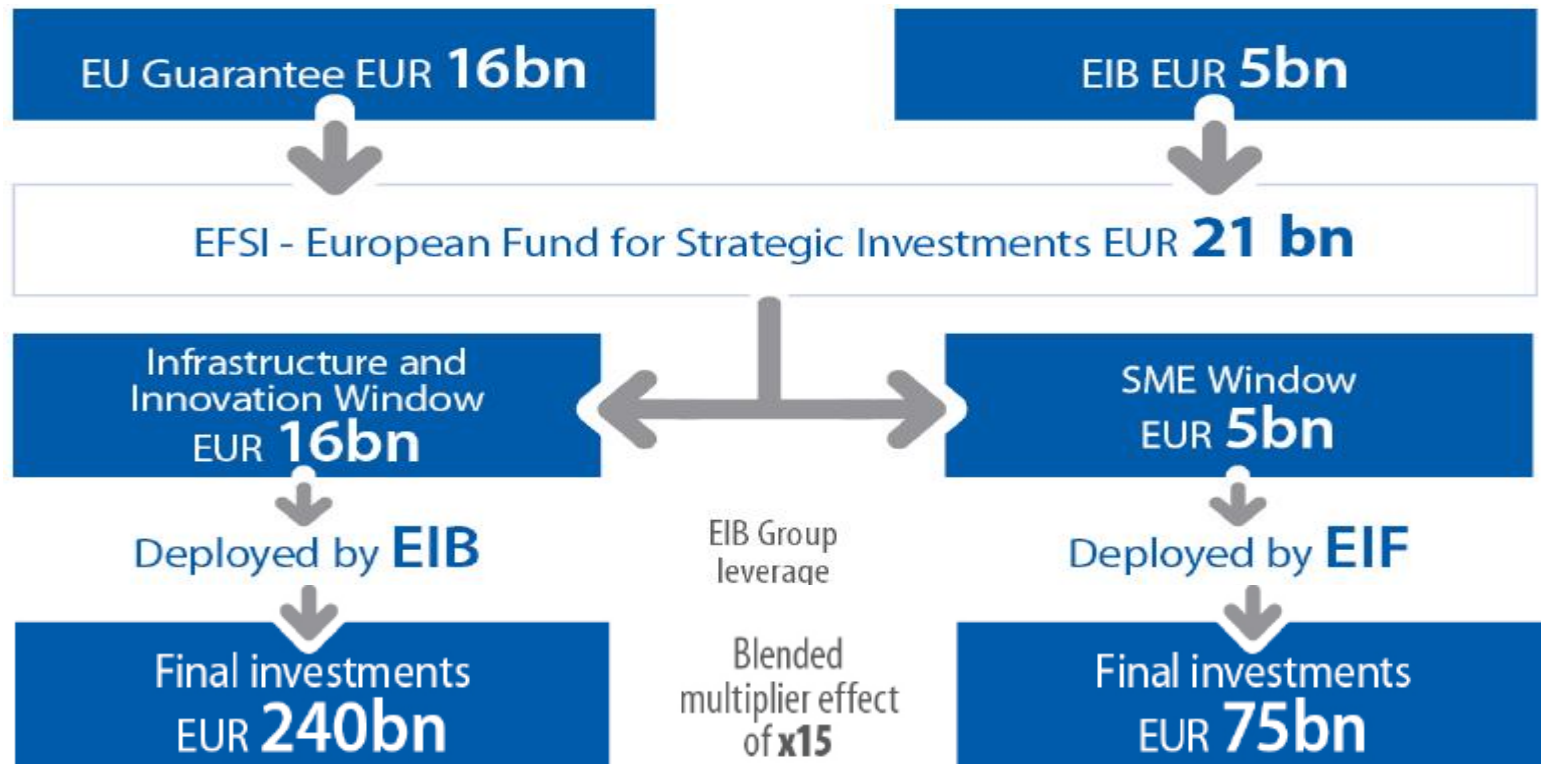 EU Guarantee EUR 16bn
EIB EUR 5bn
EFSI - European Fund for Strategic Investments EUR 21 bn
Infrastructure and
Innovation Window
EUR 16bn
SME Window
EUR 5bn
Deployed by EIB
EIB Group
leverage
Deployed by EIF
Final investments
EUR 240bn
Blended
multiplier effect
of x15
Final investments
EUR 75bn